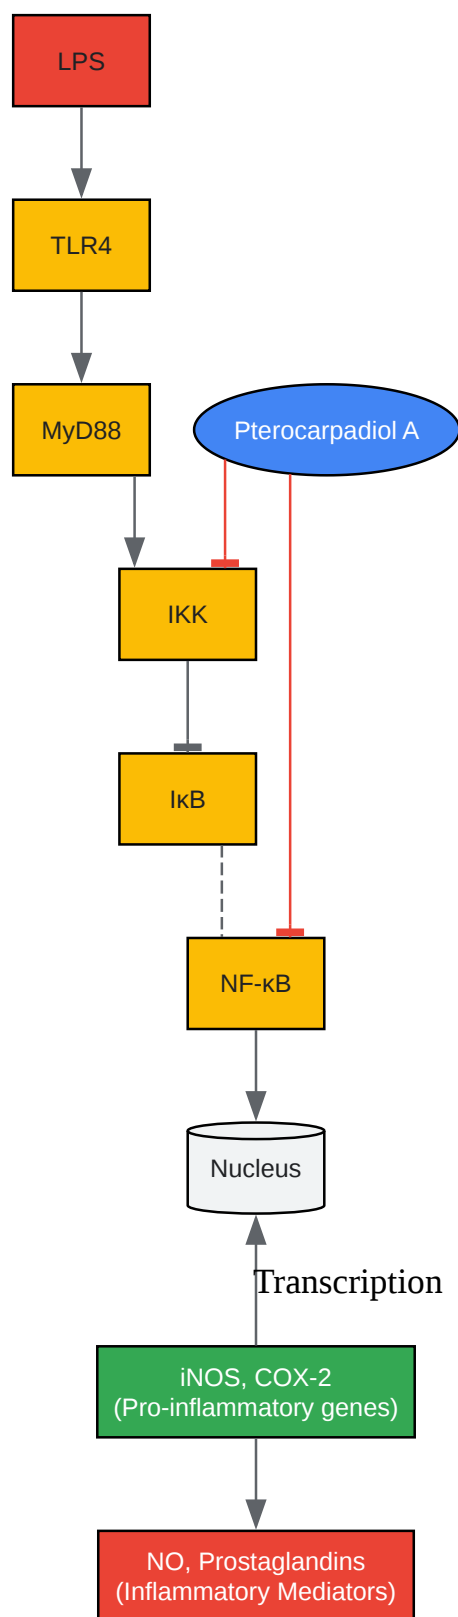 LPS
TLR4
MyD88
Pterocarpadiol A
IKK
IκB
NF-κB
Nucleus
Transcription
iNOS, COX-2
(Pro-inflammatory genes)
NO, Prostaglandins
(Inflammatory Mediators)